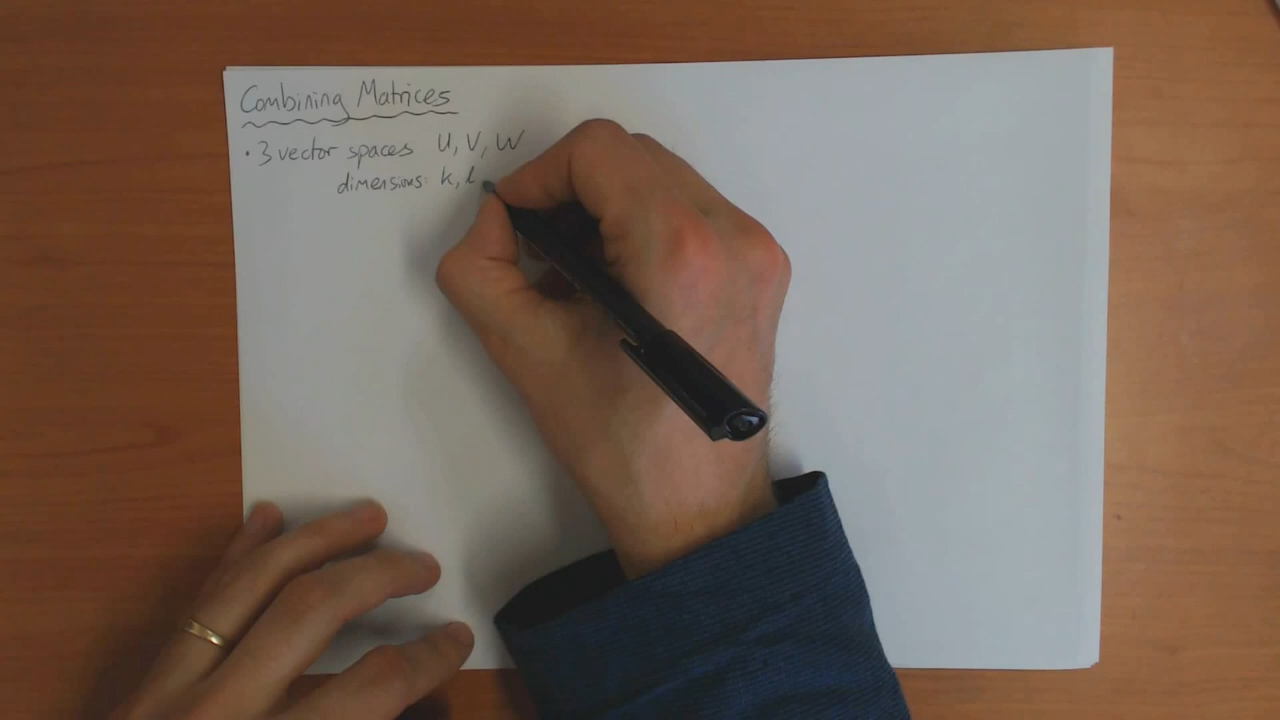 Combining Matrices
• 3 vector spaces U, V, W
dimensions: k, l